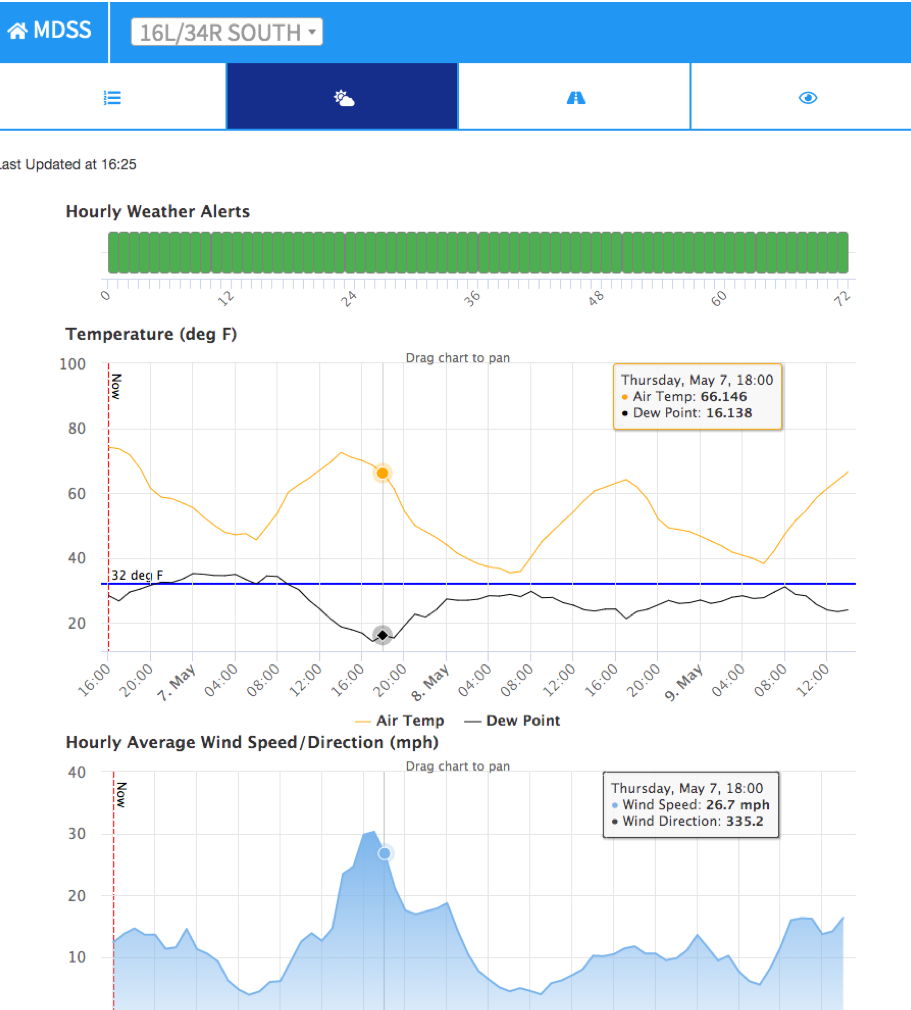 MDSS 16L/34R SOUTH
Last Updated at 16:25
Hourly Weather Alerts
0 12 24 36 48 60 72
Temperature (deg F)
Drag chart to pan
100
80
60
40
20
Now
32 deg F
Thursday, May 7, 18:00
Air Temp: 66.146
Dew Point: 16.138
16:00 20:00 7. May 04:00 08:00 12:00 16:00 20:00 8. May 04:00 08:00 12:00 16:00 20:00 9. May 04:00 08:00 12:00
Air Temp Dew Point
Hourly Average Wind Speed/Direction (mph)
Drag chart to pan
40
30
20
10
Now
Thursday, May 7, 18:00
Wind Speed: 26.7 mph
Wind Direction: 335.2